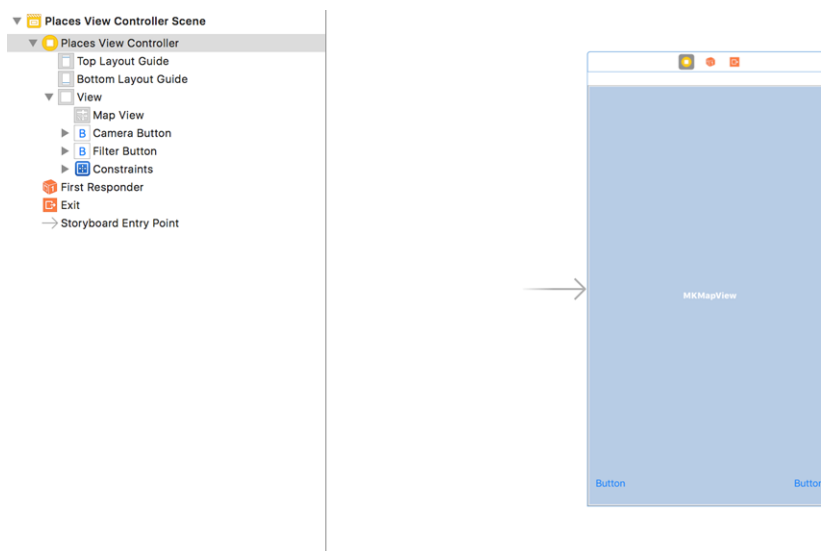 Places View Controller Scene
Places View Controller
Top Layout Guide
Bottom Layout Guide
View
Map View
B Camera Button
B Filter Button
Constraints
First Responder
Exit
Storyboard Entry Point
MKMapView
Button
Button